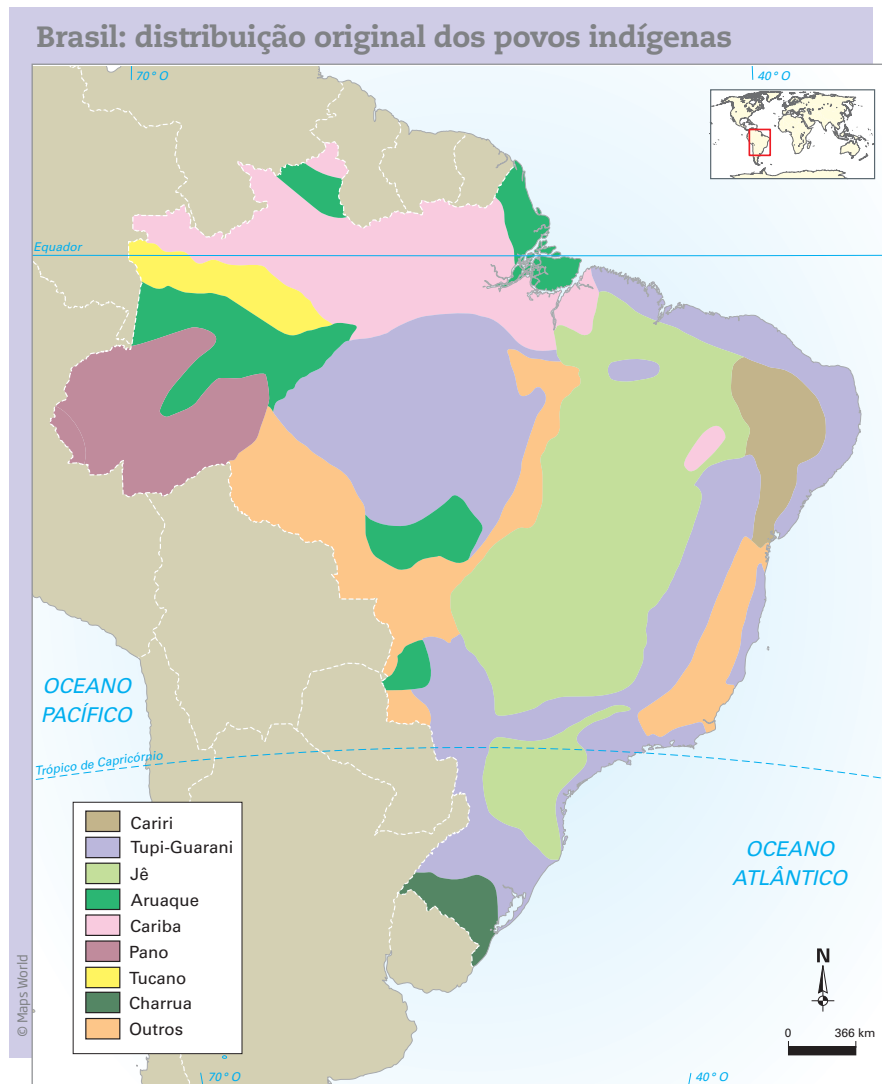 Brasil: distribuição original dos povos indígenas
70° O
40° O
Equador
OCEANO
PACÍFICO
Trópico de Capricórnio
Cariri
Tupi-Guarani
Jê
Aruaque
Cariba
Pano
Tucano
Charrua
Outros
OCEANO
ATLÂNTICO
N
0 366 km
© Maps World
70° O
40° O